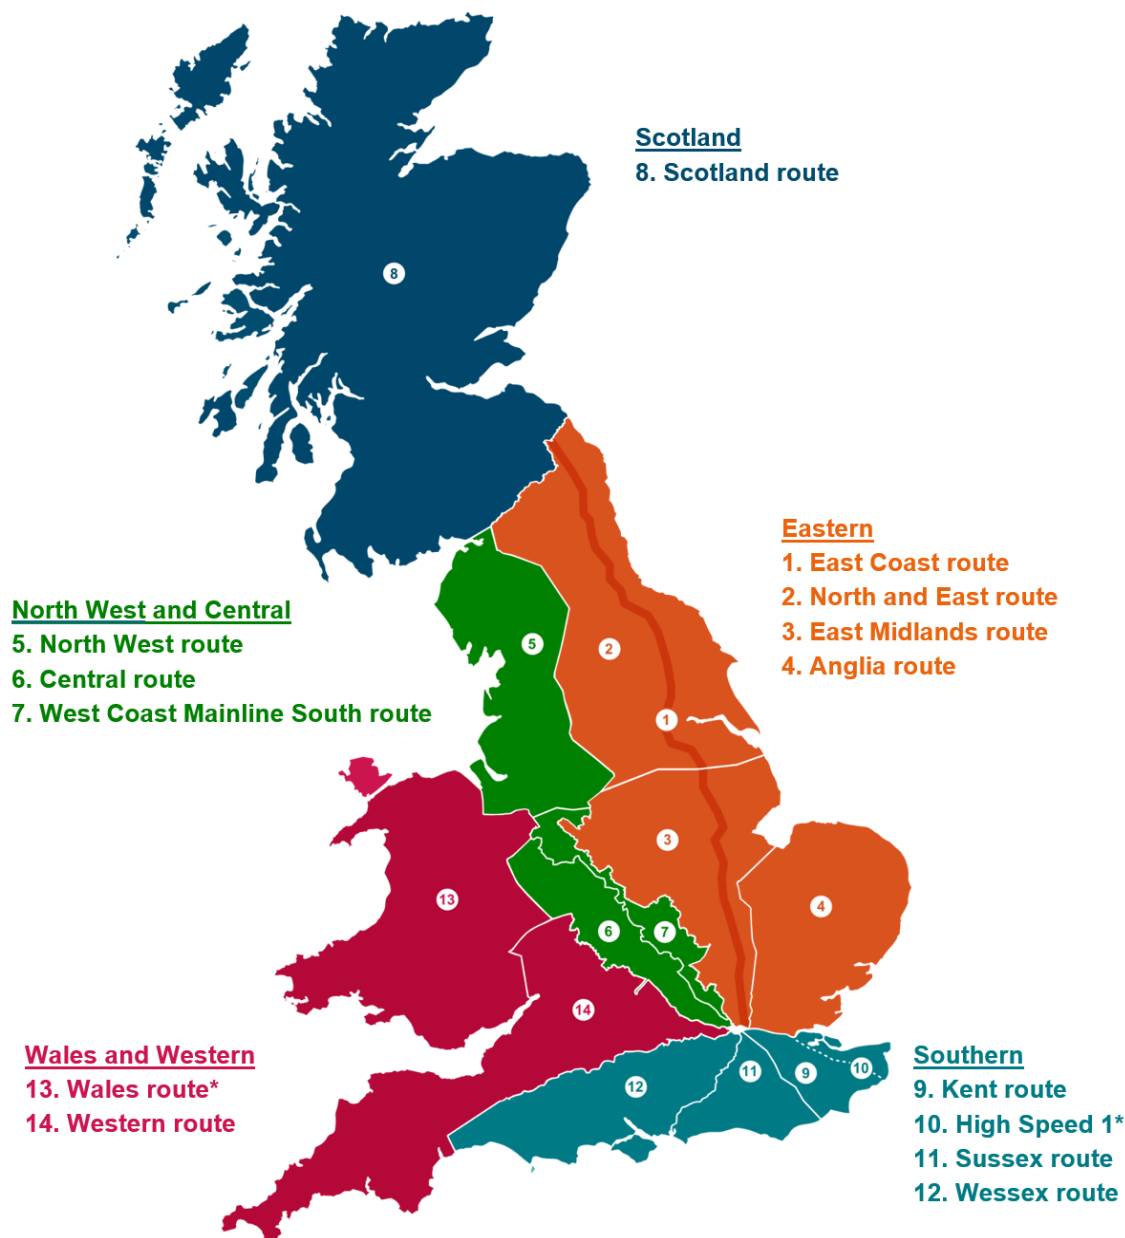 Scotland
8. Scotland route
8
Eastern
1. East Coast route
2. North and East route
3. East Midlands route
4. Anglia route
North West and Central
5. North West route
6. Central route
7. West Coast Mainline South route
5
2
1
3
13
4
6
7
14
Wales and Western
13. Wales route*
14. Western route
12
11
9
10
Southern
9. Kent route
10. High Speed 1*
11. Sussex route
12. Wessex route